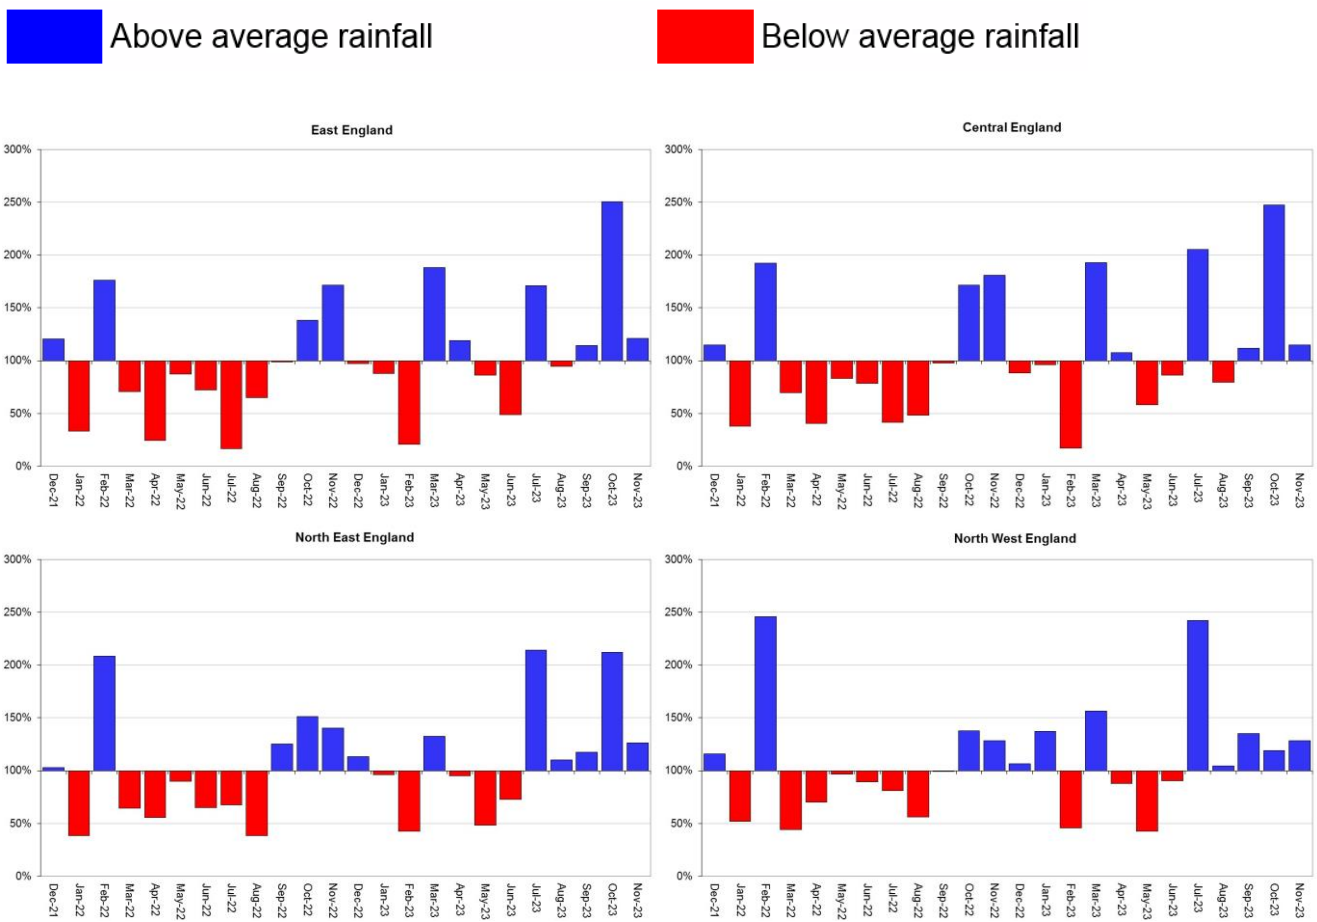 Above average rainfall
Below average rainfall
East England
300%
250%
200%
150%
100%
50%
0%
Dec-21
Jan-22
Feb-22
Mar-22
Apr-22
May-22
Jun-22
Jul-22
Aug-22
Sep-22
Oct-22
Nov-22
Dec-22
Jan-23
Feb-23
Mar-23
Apr-23
May-23
Jun-23
Jul-23
Aug-23
Sep-23
Oct-23
Nov-23
Central England
300%
250%
200%
150%
100%
50%
0%
Dec-21
Jan-22
Feb-22
Mar-22
Apr-22
May-22
Jun-22
Jul-22
Aug-22
Sep-22
Oct-22
Nov-22
Dec-22
Jan-23
Feb-23
Mar-23
Apr-23
May-23
Jun-23
Jul-23
Aug-23
Sep-23
Oct-23
Nov-23
North East England
300%
250%
200%
150%
100%
50%
0%
Dec-21
Jan-22
Feb-22
Mar-22
Apr-22
May-22
Jun-22
Jul-22
Aug-22
Sep-22
Oct-22
Nov-22
Dec-22
Jan-23
Feb-23
Mar-23
Apr-23
May-23
Jun-23
Jul-23
Aug-23
Sep-23
Oct-23
Nov-23
North West England
300%
250%
200%
150%
100%
50%
0%
Dec-21
Jan-22
Feb-22
Mar-22
Apr-22
May-22
Jun-22
Jul-22
Aug-22
Sep-22
Oct-22
Nov-22
Dec-22
Jan-23
Feb-23
Mar-23
Apr-23
May-23
Jun-23
Jul-23
Aug-23
Sep-23
Oct-23
Nov-23